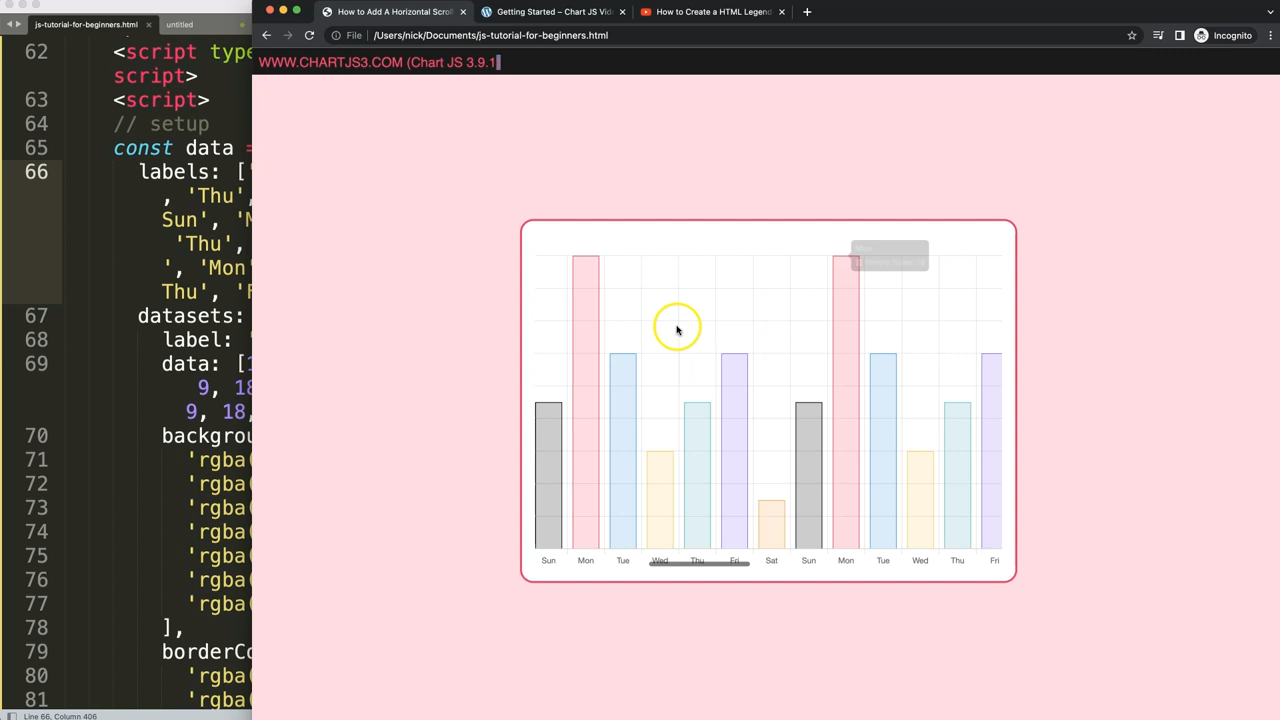 js-tutorial-for-beginners.html
untitled
62
<script type
script>
63
<script>
64
// setup
65
const data =
66
labels: ['
, 'Thu',
Sun', 'M
'Thu',
', 'Mon'
Thu', 'F
67
datasets:
68
label: '
69
data: [1
9, 18
9, 18,
70
backgrou
71
'rgba(
72
'rgba(
73
'rgba(
74
'rgba(
75
'rgba(
76
'rgba(
77
'rgba(
78
],
79
borderCo
80
'rgba(
81
'rgba(
Line 66, Column 406
How to Add A Horizontal Scrol
Getting Started – Chart JS Vid
How to Create a HTML Legend
File
/Users/nick/Documents/js-tutorial-for-beginners.html
Incognito
WWW.CHARTJS3.COM (Chart JS 3.9.1
Mon
Sun Mon Tue Wed Thu Fri Sat Sun Mon Tue Wed Thu Fri